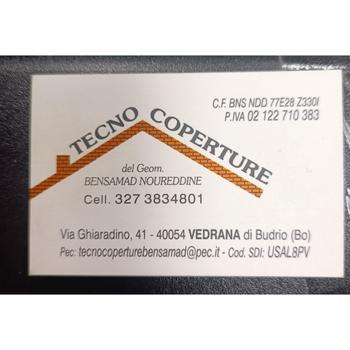 C.F. BNS NDD 77E28 Z330I
P.IVA 02 122 710 383
TECNO COPERTURE
del Geom.
BENSAMAD NOUREDDINE
Cell. 327 3834801
Via Ghiaradino, 41 - 40054 VEDRANA di Budrio (Bo)
Pec: tecnocoperturebensamad@pec.it - Cod. SDI: USAL8PV